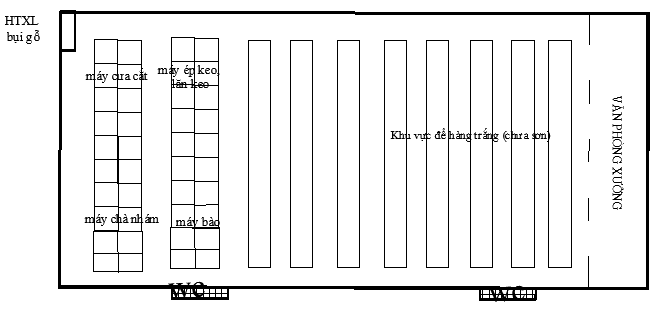 HTXL
bụi gỗ
máy cưa cắt
máy ép keo,
lăn keo
Khu vực để hàng trắng (chưa sơn)
VĂN PHÒNG XƯỞNG
máy chà nhám
máy bào
WC
WC